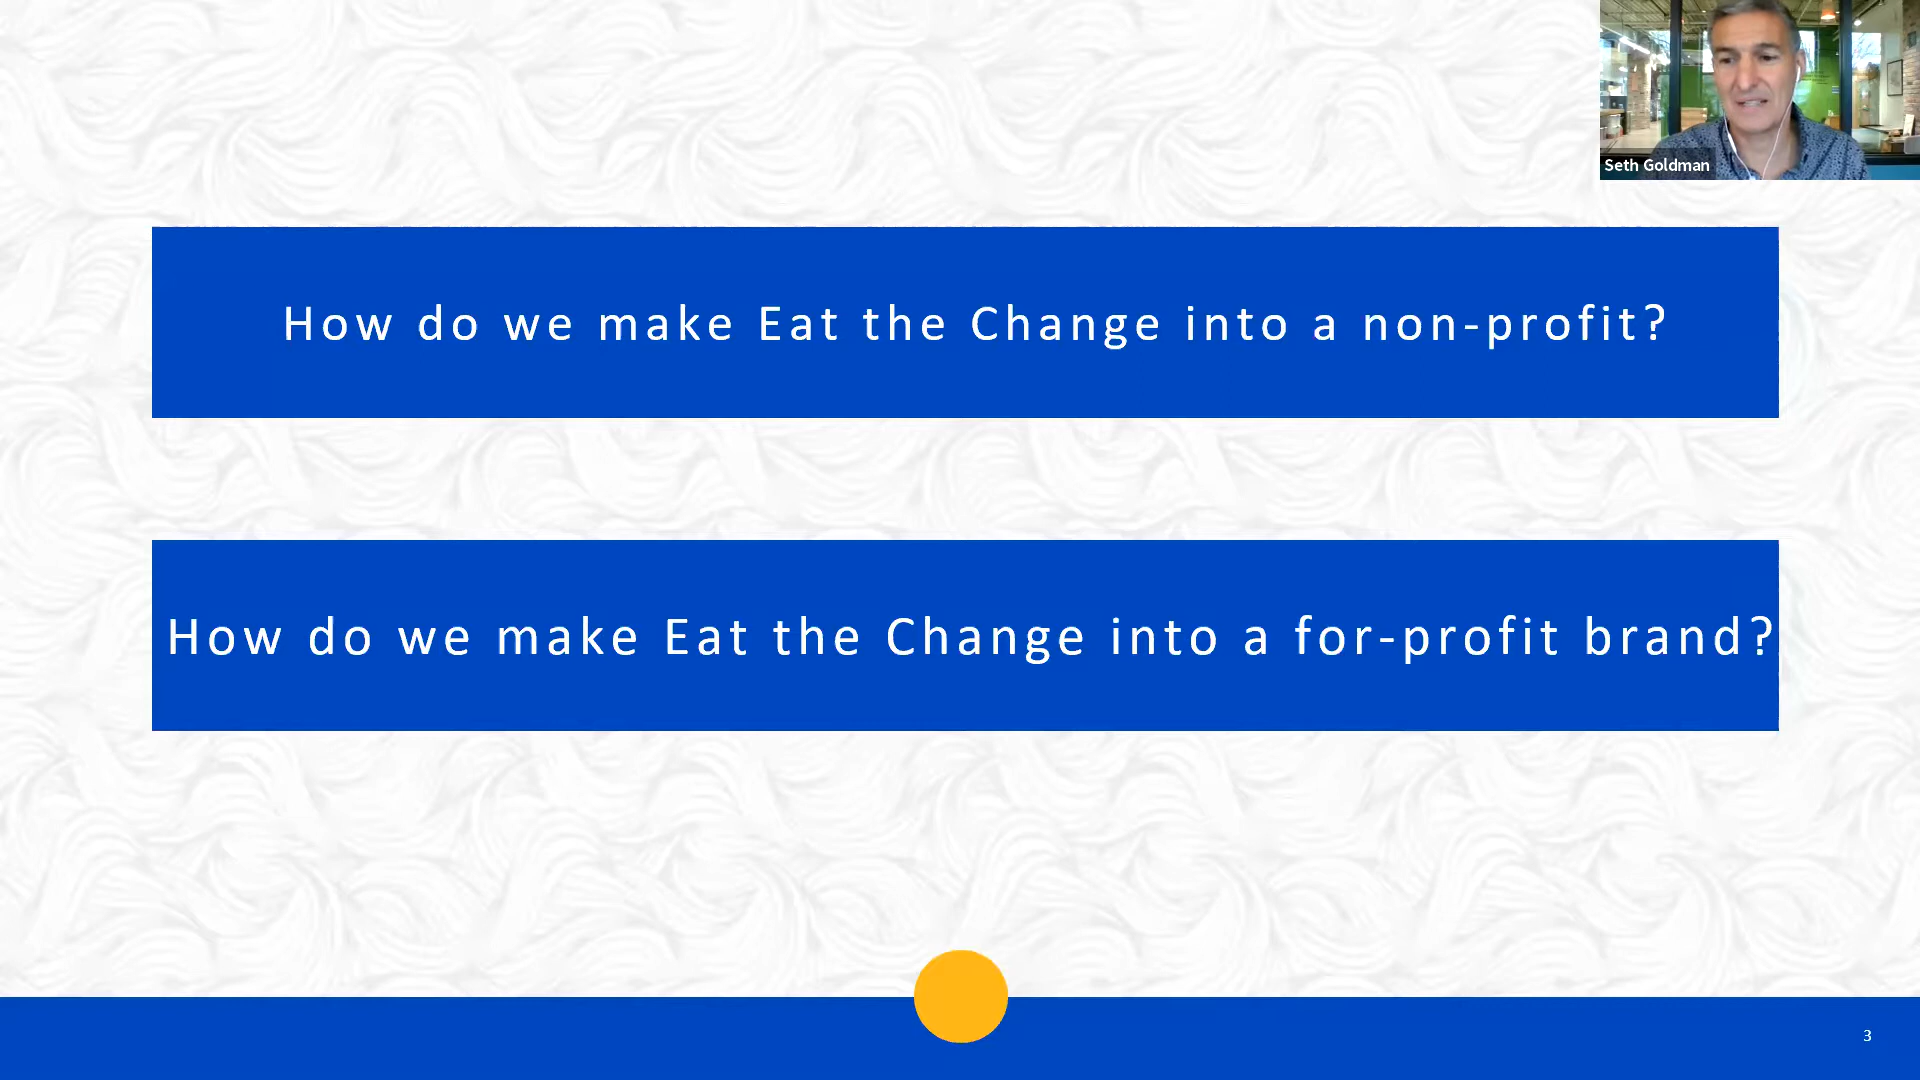 Seth Goldman
How do we make Eat the Change into a non-profit?
How do we make Eat the Change into a for-profit brand?
3